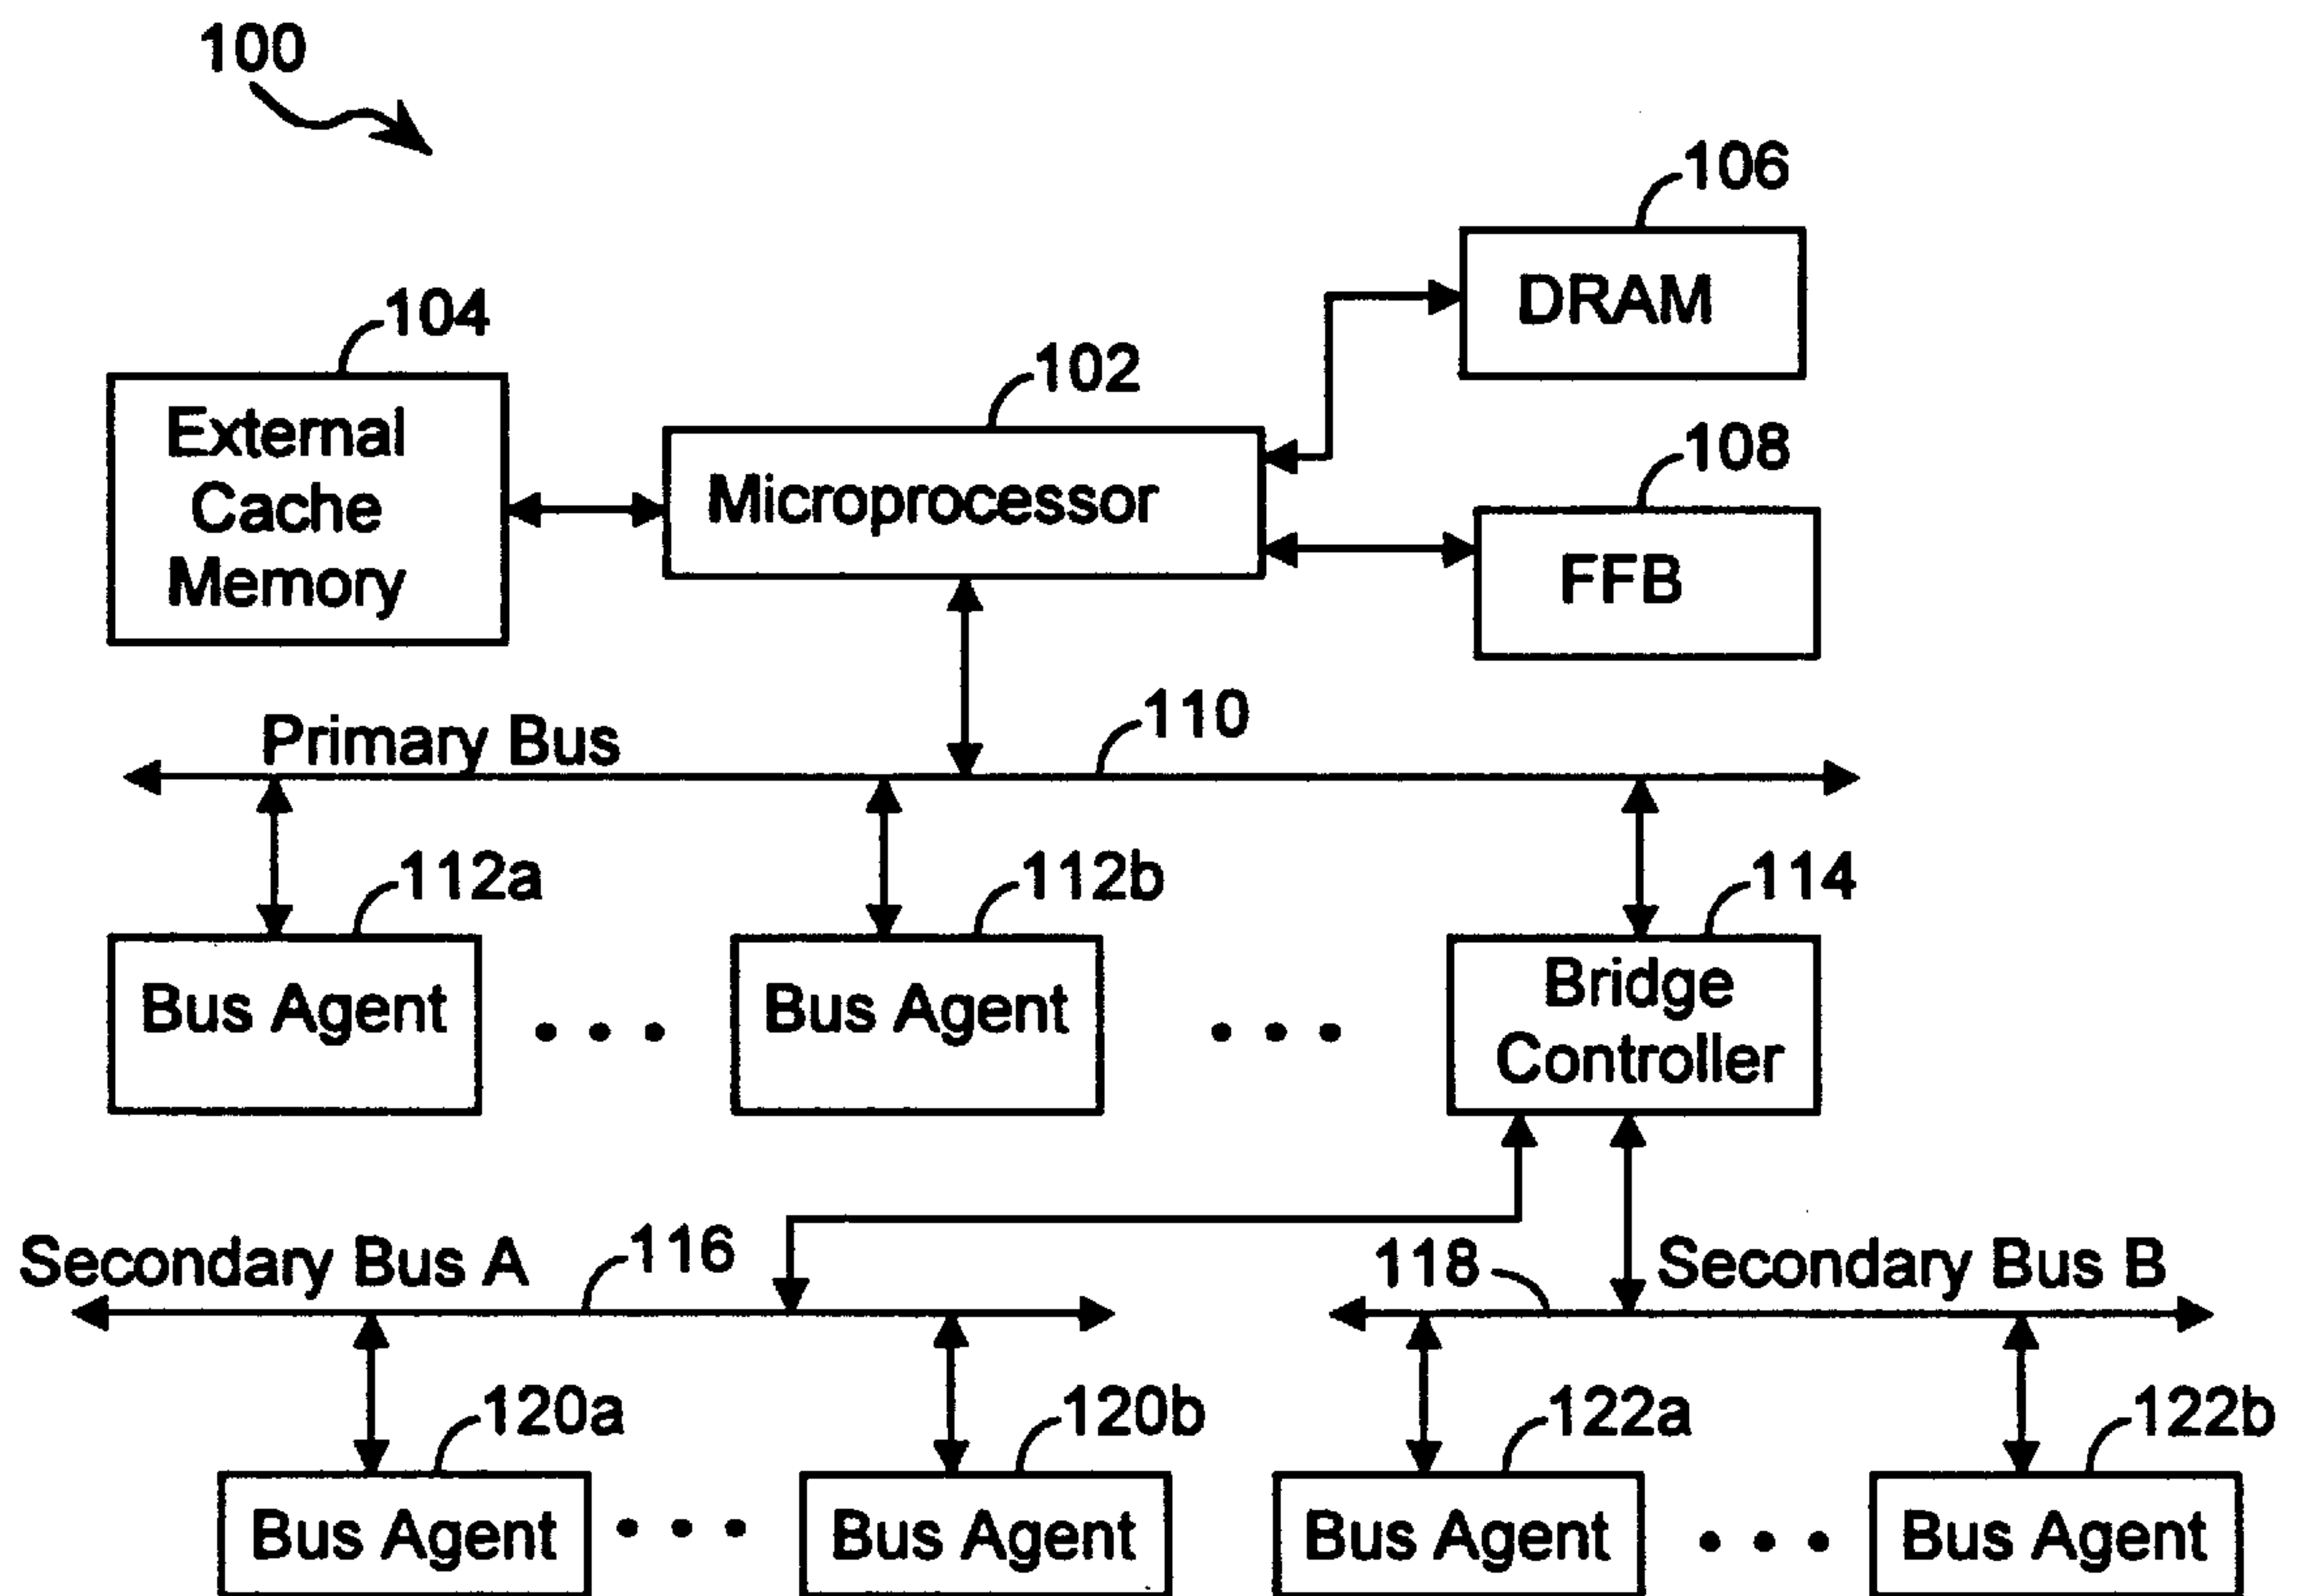 100
106
DRAM
104
102
External
Cache
Memory
Microprocessor
108
FFB
Primary Bus
110
112a
112b
114
Bus Agent
• • •
Bus Agent
• • •
Bridge
Controller
Secondary Bus A
116
118
Secondary Bus B
120a
120b
122a
122b
Bus Agent
• • •
Bus Agent
Bus Agent
• • •
Bus Agent